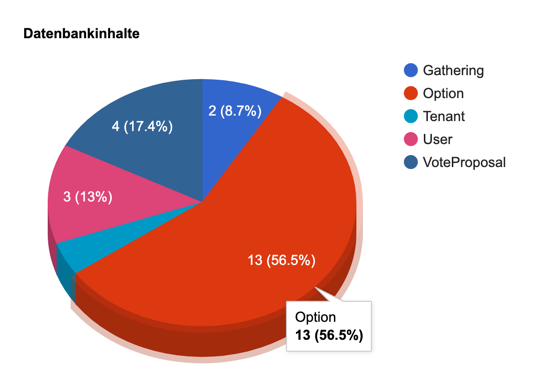 Datenbankinhalte
Gathering
Option
Tenant
User
VoteProposal
2 (8.7%)
4 (17.4%)
3 (13%)
13 (56.5%)
Option
13 (56.5%)